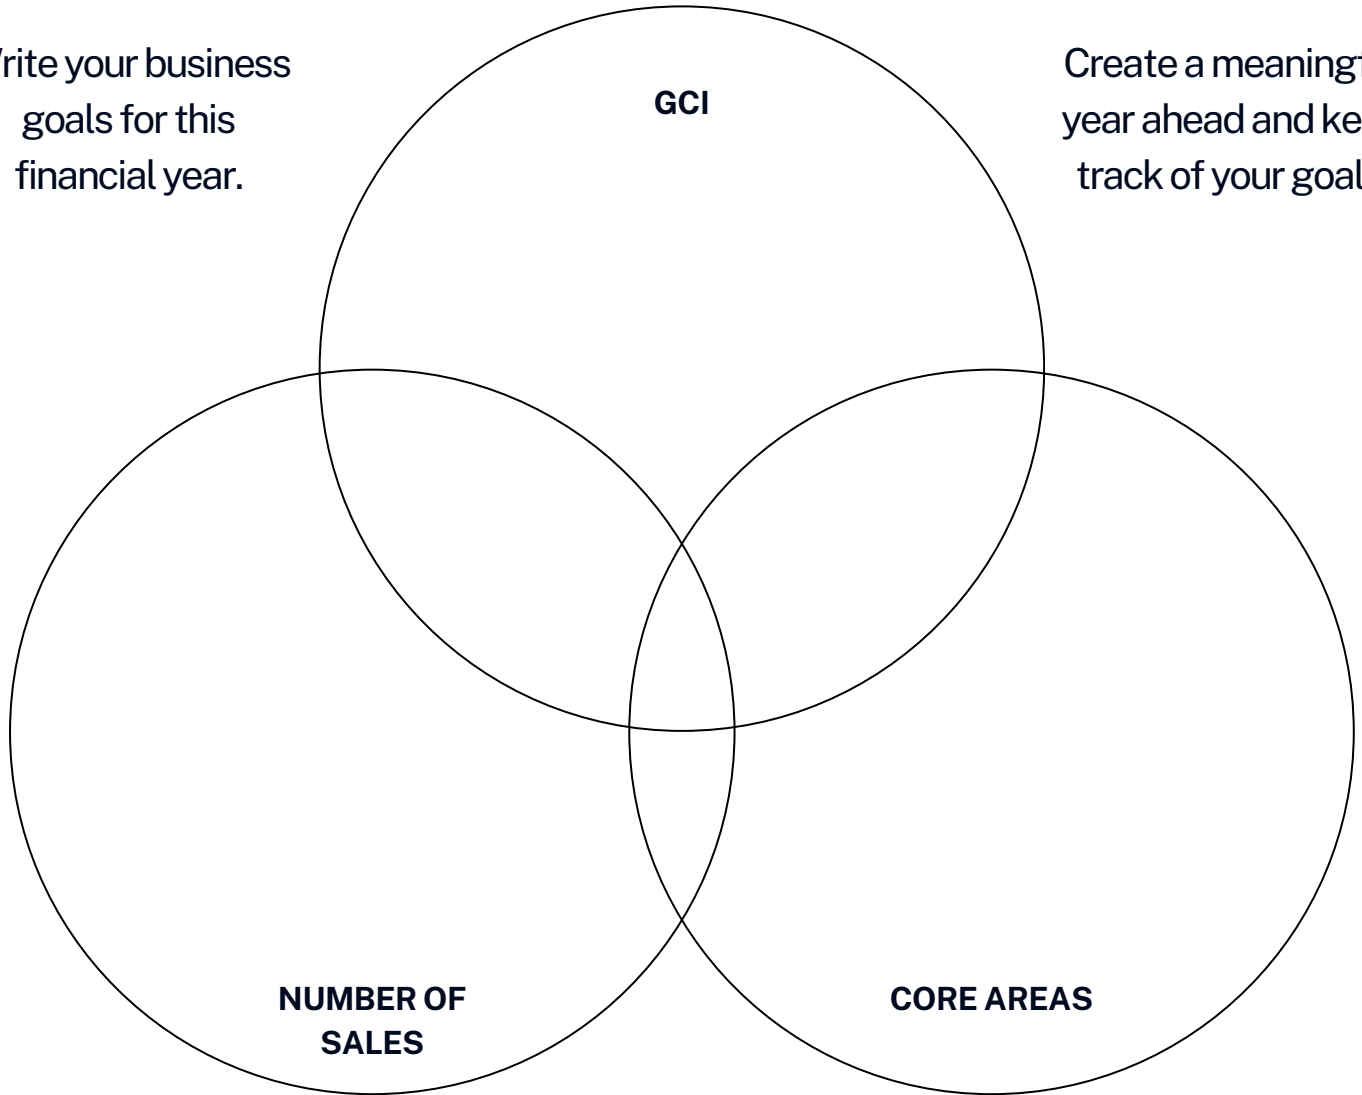 rite your business
goals for this
financial year.
Create a meaningf
year ahead and ke
track of your goal
GCI
NUMBER OF
SALES
CORE AREAS